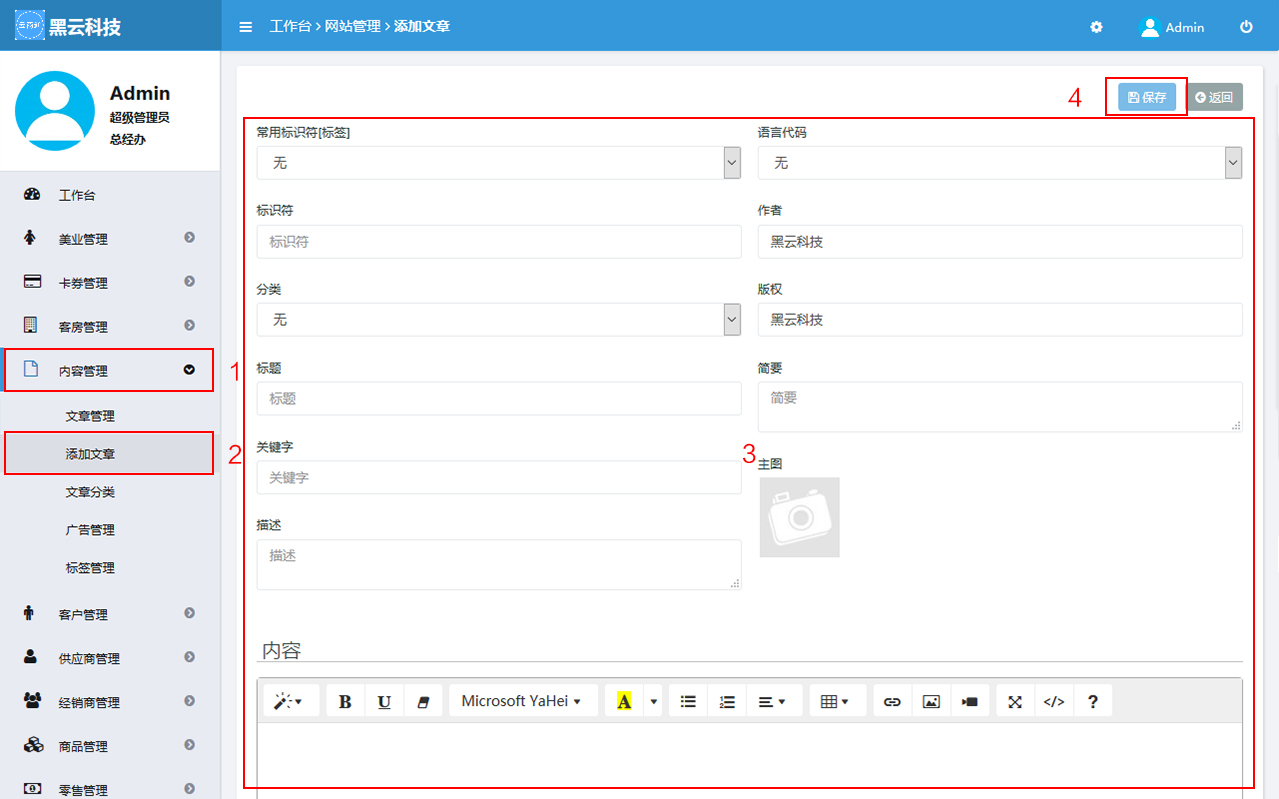 黑云科技
工作台 > 网站管理 > 添加文章
Admin
Admin
超级管理员
总经办
4
保存
返回
工作台
美业管理
卡券管理
客房管理
内容管理
1
文章管理
添加文章
2
文章分类
广告管理
标签管理
客户管理
供应商管理
经销商管理
商品管理
零售管理
常用标识符[标签]
无
语言代码
无
标识符
标识符
作者
黑云科技
分类
无
版权
黑云科技
标题
标题
简要
简要
关键字
关键字
3
主图
描述
描述
内容
B U Microsoft YaHei A </> ?